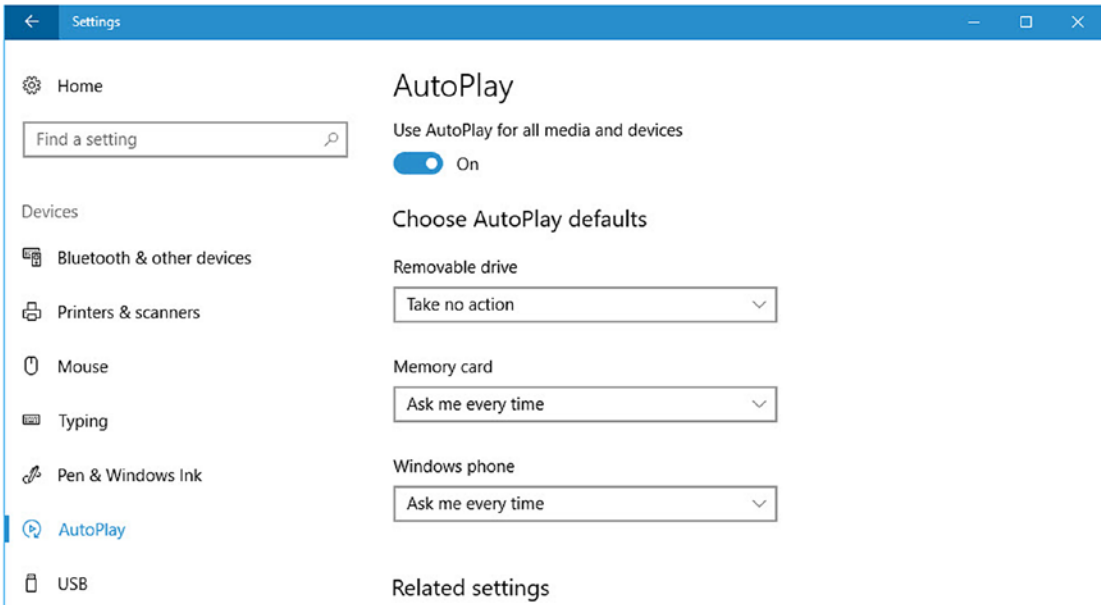 Settings
Home
Find a setting
Devices
Bluetooth & other devices
Printers & scanners
Mouse
Typing
Pen & Windows Ink
AutoPlay
USB
AutoPlay
Use AutoPlay for all media and devices
On
Choose AutoPlay defaults
Removable drive
Take no action
Memory card
Ask me every time
Windows phone
Ask me every time
Related settings